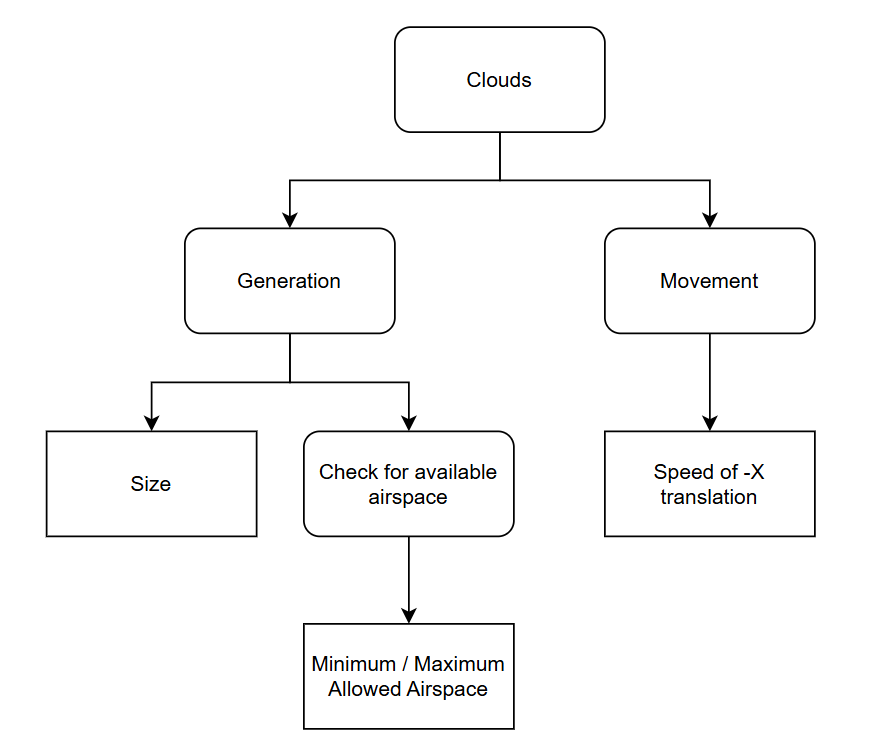 Clouds
Generation
Movement
Size
Check for available
airspace
Speed of -X
translation
Minimum / Maximum
Allowed Airspace